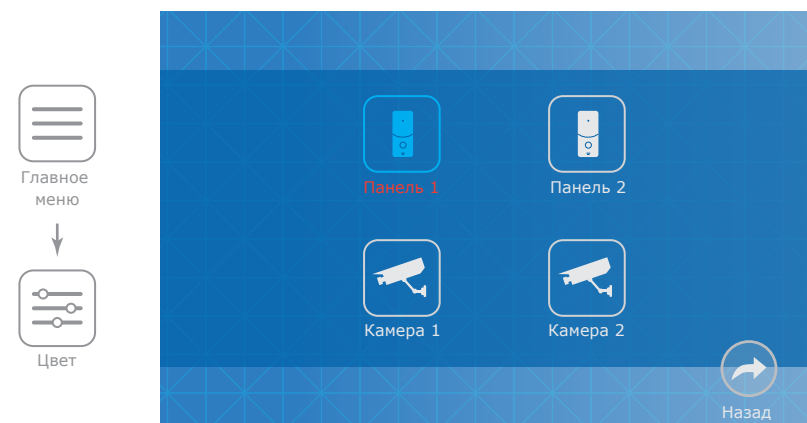 Главное
меню
Цвет
Панель 1
Панель 2
Камера 1
Камера 2
Назад